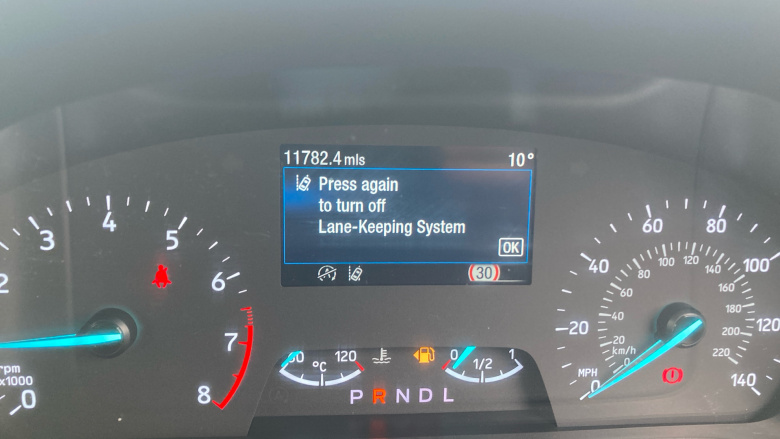 11782.4 mls 10°
Press again
to turn off
Lane-Keeping System
OK
30
2 3 4 5 6 7 8
rpm
x1000
0
60 120
°C
0 1/2 1
P R N D L
0 20 40 60 80 100 120 140
MPH
20 40 60 80 100 120 140 160 180 200 220
km/h